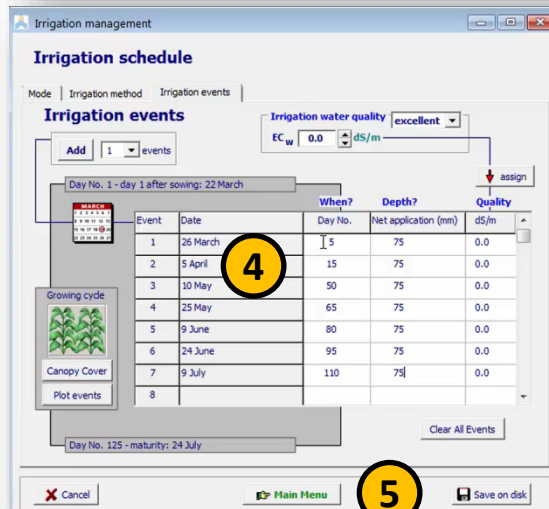 Irrigation management
Irrigation schedule
Mode Irrigation method Irrigation events
Irrigation events
Irrigation water quality excellent
EC w 0.0 dS/m
Add 1 events
assign
Day No. 1 - day 1 after sowing: 22 March
When? Depth? Quality
MARCH
Event Date Day No. Net application (mm) dS/m
1 26 March 5 75 0.0
2 5 April 15 75 0.0
3 10 May 50 75 0.0
4 25 May 65 75 0.0
5 9 June 80 75 0.0
6 24 June 95 75 0.0
7 9 July 110 75 0.0
8
4
Growing cycle
Canopy Cover
Plot events
Clear All Events
Day No. 125 - maturity: 24 July
Cancel Main Menu 5 Save on disk